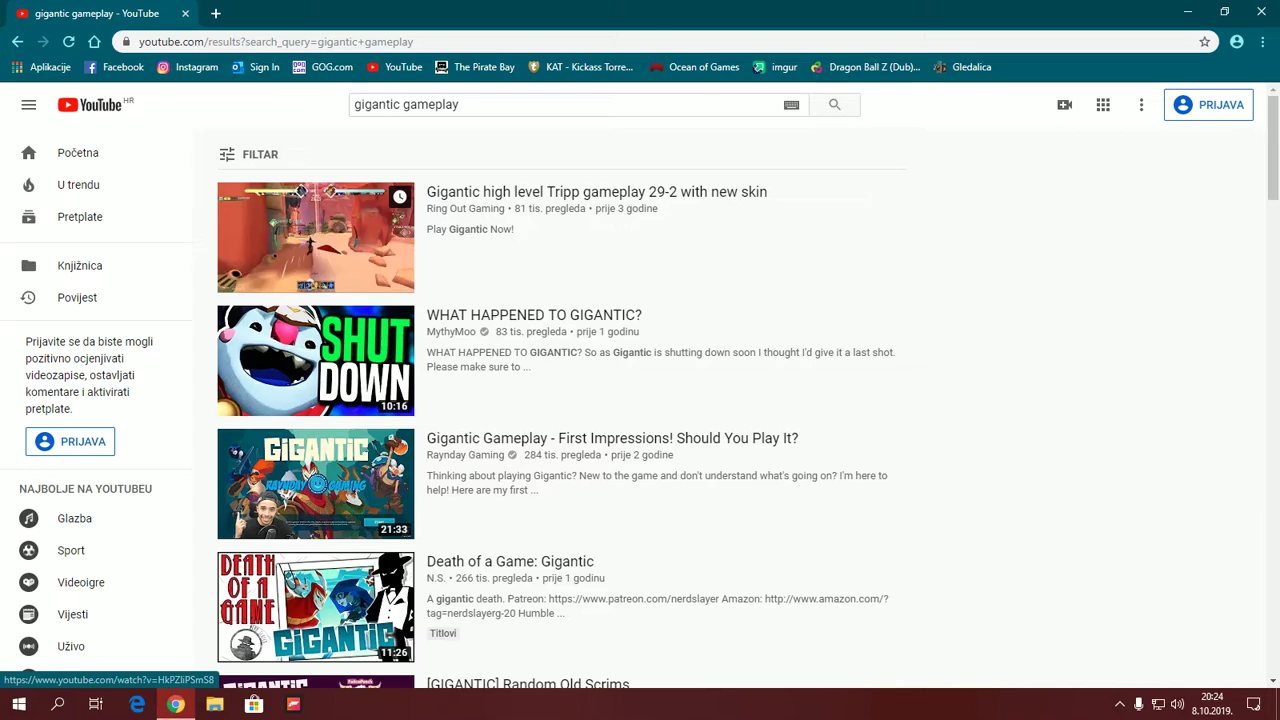 gigantic gameplay - YouTube
youtube.com/results?search_query=gigantic+gameplay
Aplikacije Facebook Instagram Sign In GOG.com YouTube The Pirate Bay KAT - Kickass Torre... Ocean of Games imgur Dragon Ball Z (Dub)... Gledalica
YouTube HR
gigantic gameplay
PRIJAVA
Početna
U trendu
Pretplate
Knjižnica
Povijest
Prijavite se da biste mogli
pozitivno ocjenjivati
videozapise, ostavljati
komentare i aktivirati
pretplate.
PRIJAVA
NAJBOLJE NA YOUTUBEU
Glazba
Sport
Videoigre
Vijesti
Uživo
FILTAR
Gigantic high level Tripp gameplay 29-2 with new skin
Ring Out Gaming • 81 tis. pregleda • prije 3 godine
Play Gigantic Now!
SHUT
DOWN
10:16
WHAT HAPPENED TO GIGANTIC?
MythyMoo 83 tis. pregleda • prije 1 godinu
WHAT HAPPENED TO GIGANTIC? So as Gigantic is shutting down soon I thought I'd give it a last shot.
Please make sure to ...
GIGANTIC
RAYNDAY GAMING
21:33
Gigantic Gameplay - First Impressions! Should You Play It?
Raynday Gaming 284 tis. pregleda • prije 2 godine
Thinking about playing Gigantic? New to the game and don't understand what's going on? I'm here to
help! Here are my first ...
DEATH
OF A
GAME
GIGANTIC
11:26
Death of a Game: Gigantic
N.S. • 266 tis. pregleda • prije 1 godinu
A gigantic death. Patreon: https://www.patreon.com/nerdslayer Amazon: http://www.amazon.com/?
tag=nerdslayerg-20 Humble ...
Titlovi
[GIGANTIC] Random Old Scrims
https://www.youtube.com/watch?v=HkPZliPSmS8
20:24
8.10.2019.